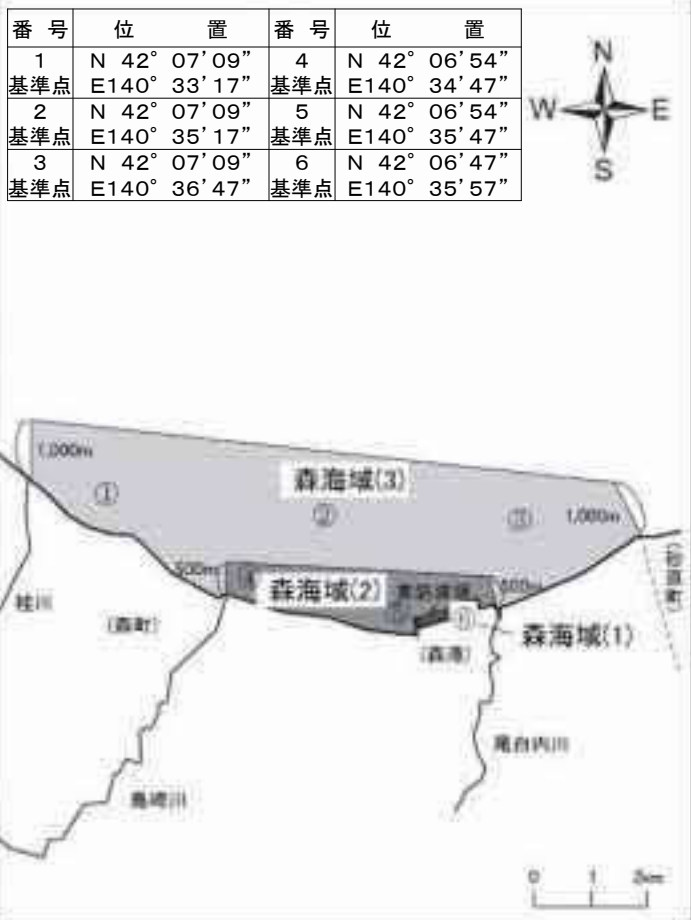 番 号 位 置 番 号 位 置
1 N 42° 07’09” 4 N 42° 06’54”
基準点 E140° 33’17” 基準点 E140° 34’47”
2 N 42° 07’09” 5 N 42° 06’54”
基準点 E140° 35’17” 基準点 E140° 35’47”
3 N 42° 07’09” 6 N 42° 06’47”
基準点 E140° 36’47” 基準点 E140° 35’57”
N
W E
S
1,000m
森海域(3)
①
②
③
1,000m
500m
森海域(2)
500m
森海域(1)
桂川
(森町)
(森港)
尾白内川
鳥崎川
0 1 2km